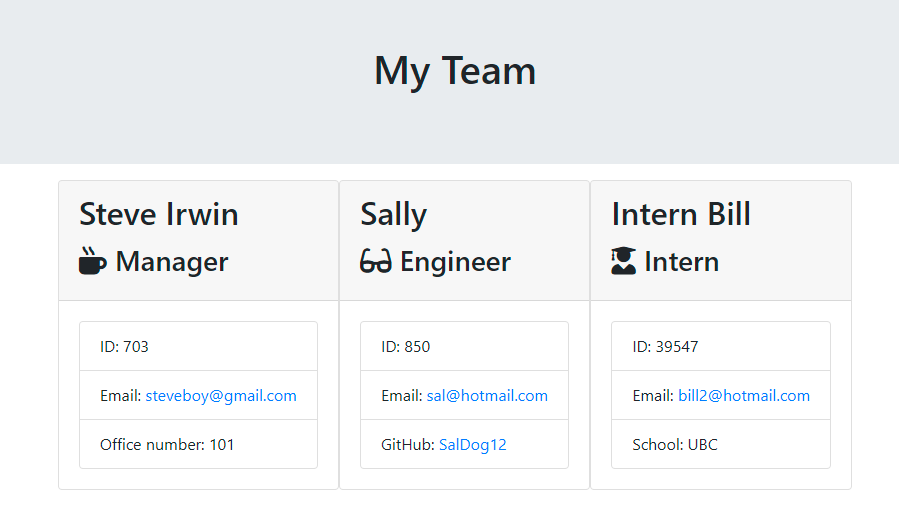 My Team
Steve Irwin
Manager
ID: 703
Email: steveboy@gmail.com
Office number: 101
Sally
Engineer
ID: 850
Email: sal@hotmail.com
GitHub: SalDog12
Intern Bill
Intern
ID: 39547
Email: bill2@hotmail.com
School: UBC